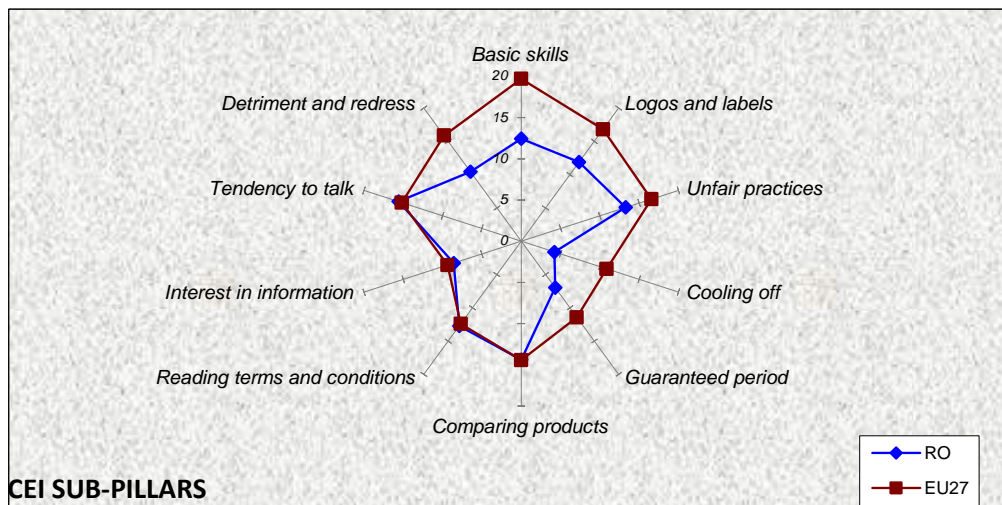 Basic skills
20
Detriment and redress
Logos and labels
15
10
Tendency to talk
Unfair practices
5
0
Interest in information
Cooling off
Reading terms and conditions
Guaranteed period
Comparing products
RO
CEI SUB-PILLARS
EU27